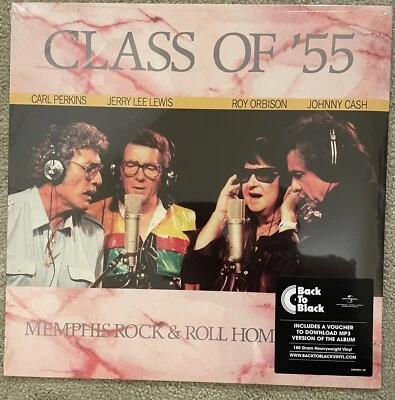 CLASS OF '55
CARL PERKINS JERRY LEE LEWIS ROY ORBISON JOHNNY CASH
Back
To
Black
INCLUDES A VOUCHER
TO DOWNLOAD MP3
VERSION OF THE ALBUM
180 Gram Heavyweight Vinyl
WWW.BACKTOBLACKVINYL.COM
MEMPHIS ROCK & ROLL HOM